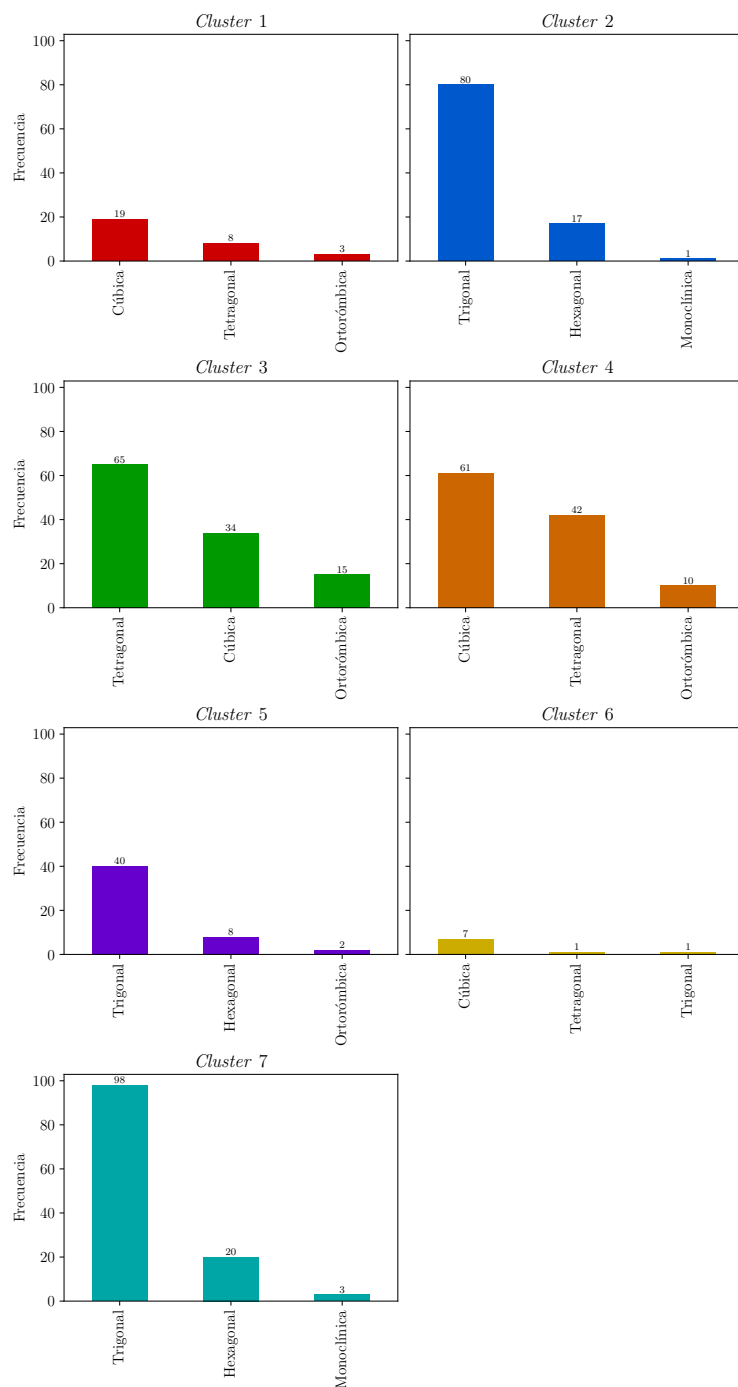 Cluster 1
Cluster 2
100
80
60
40
20
0
Frecuencia
19
8
3
80
17
1
Cúbica
Tetragonal
Ortorómbica
Trigonal
Hexagonal
Monoclínica
Cluster 3
Cluster 4
100
80
60
40
20
0
Frecuencia
65
34
15
61
42
10
Tetragonal
Cúbica
Ortorómbica
Cúbica
Tetragonal
Ortorómbica
Cluster 5
Cluster 6
100
80
60
40
20
0
Frecuencia
40
8
2
7
1
1
Trigonal
Hexagonal
Ortorómbica
Cúbica
Tetragonal
Trigonal
Cluster 7
100
80
60
40
20
0
Frecuencia
98
20
3
Trigonal
Hexagonal
Monoclínica